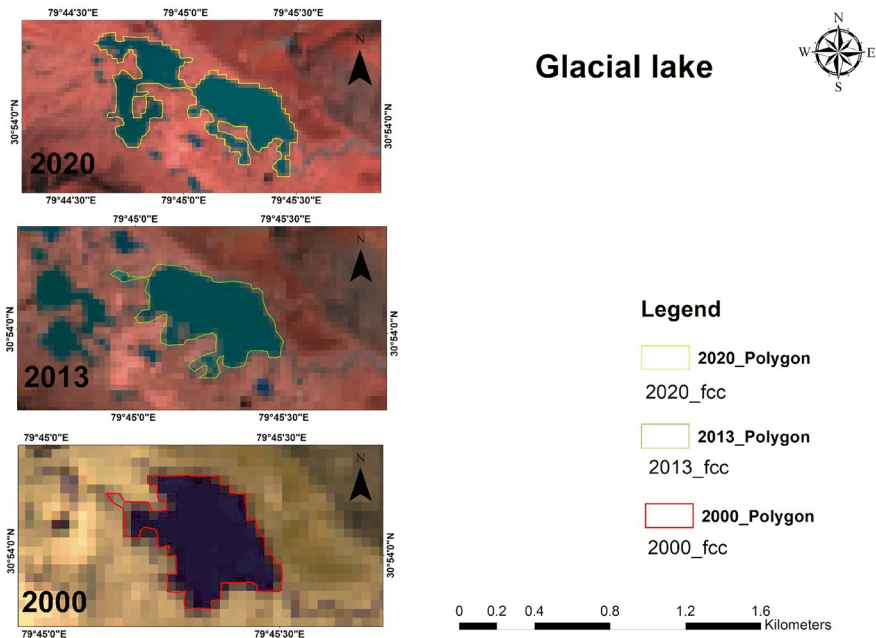 79°44'30"E 79°45'0"E 79°45'30"E
N
30°54'0"N
30°54'0"N
2020
79°44'30"E 79°45'0"E 79°45'30"E
79°45'0"E 79°45'30"E
N
30°54'0"N
30°54'0"N
2013
79°45'0"E 79°45'30"E
79°45'0"E 79°45'30"E
N
30°54'0"N
30°54'0"N
2000
79°45'0"E 79°45'30"E
Glacial lake
N
W E
S
Legend
2020_Polygon
2020_fcc
2013_Polygon
2013_fcc
2000_Polygon
2000_fcc
0 0.2 0.4 0.8 1.2 1.6
Kilometers